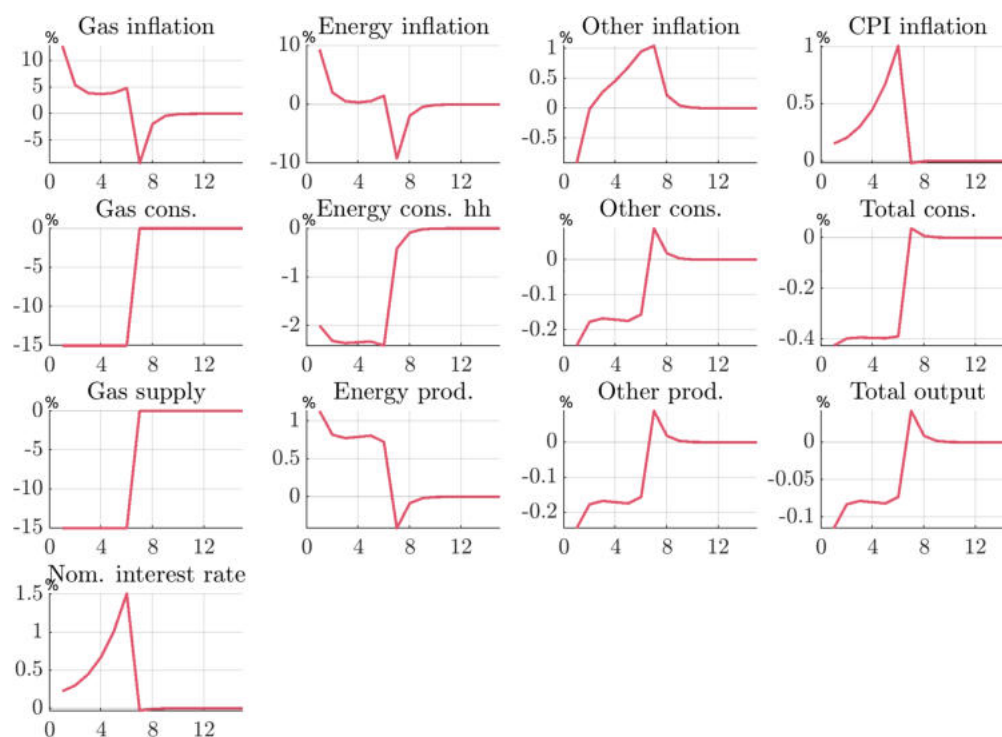 Gas inflation
%
10
5
0
-5
0 4 8 12
Energy inflation
%
10
0
-10
0 4 8 12
Other inflation
%
1
0.5
0
-0.5
0 4 8 12
CPI inflation
%
1
0.5
0
0 4 8 12
Gas cons.
%
0
-5
-10
-15
0 4 8 12
Energy cons. hh
%
0
-1
-2
0 4 8 12
Other cons.
%
0
-0.1
-0.2
0 4 8 12
Total cons.
%
0
-0.2
-0.4
0 4 8 12
Gas supply
%
0
-5
-10
-15
0 4 8 12
Energy prod.
%
1
0.5
0
0 4 8 12
Other prod.
%
0
-0.1
-0.2
0 4 8 12
Total output
%
0
-0.05
-0.1
0 4 8 12
Nom. interest rate
%
1.5
1
0.5
0
0 4 8 12